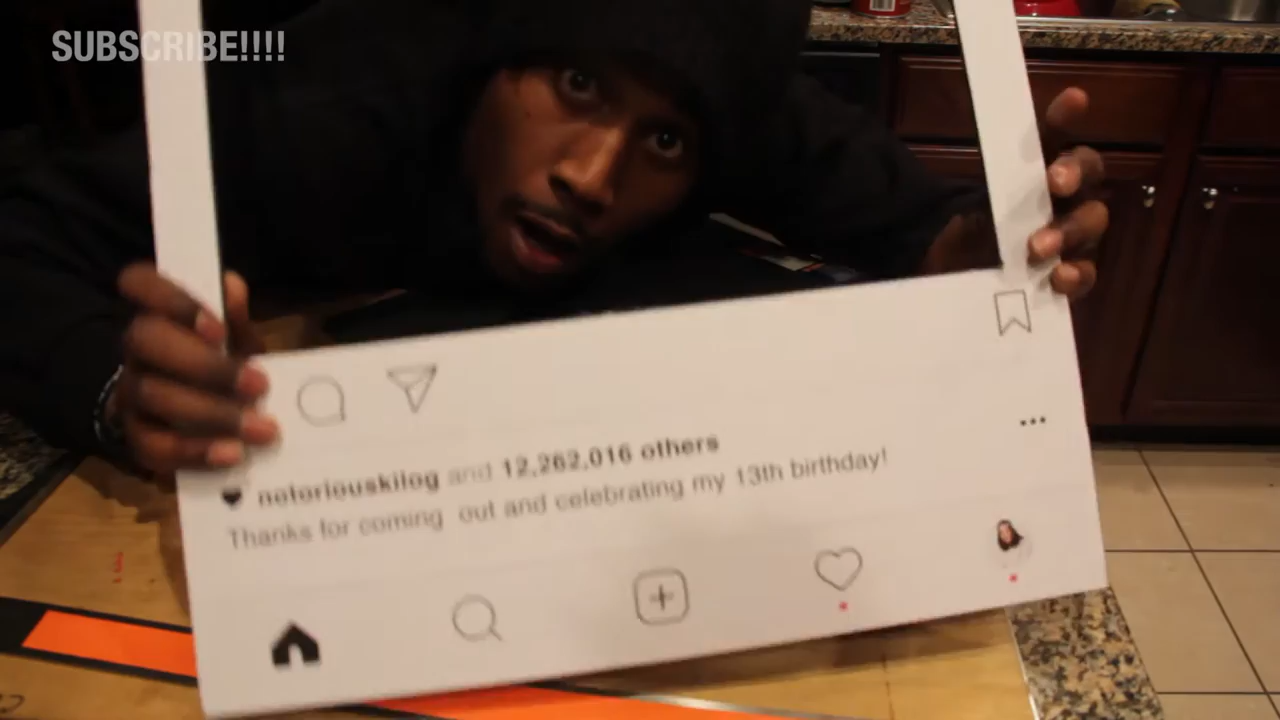 SUBSCRIBE!!!!
notoriouskilog and 12,262,016 others
Thanks for coming out and celebrating my 13th birthday!